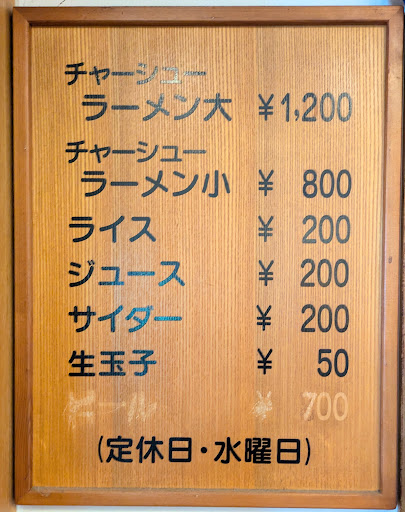 チャーシュー
ラーメン大 ¥1,200
チャーシュー
ラーメン小 ¥ 800
ライス ¥ 200
ジュース ¥ 200
サイダー ¥ 200
生玉子 ¥ 50
ビール ¥ 700
(定休日・水曜日)